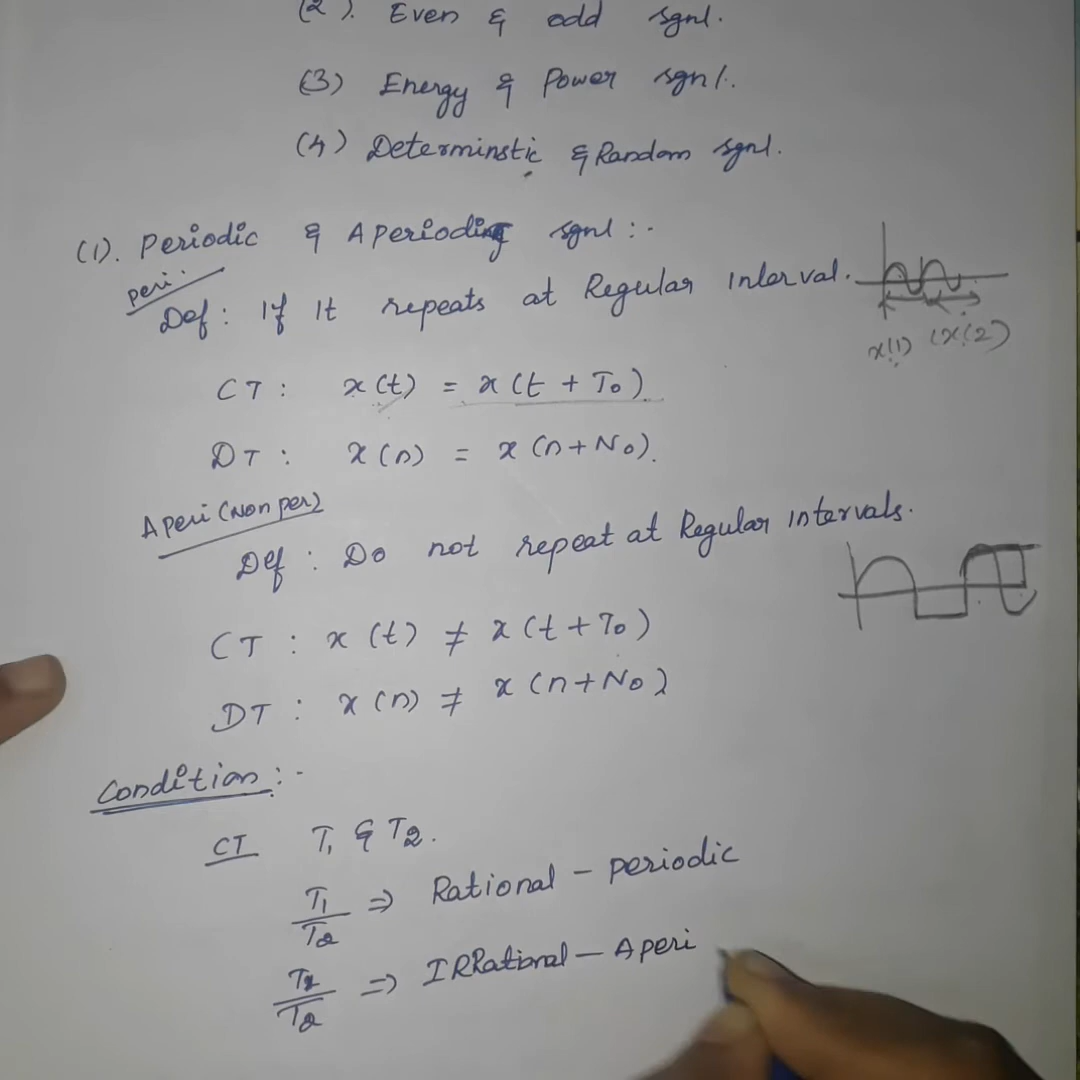 (2). Even & odd sgnl.
(3) Energy & Power sgnl.
(4) Determinstic & Random sgnl.
(1). Periodic & Aperiodic sgnl :-
peri :
Def : If It repeats at Regular Interval.
x(1) (x(2)
CT : x(t) = x(t + T₀)
DT : x(n) = x(n+N₀).
Aperi (Non per)
Def : Do not repeat at Regular intervals.
CT : x(t) ≠ x(t+T₀)
DT : x(n) ≠ x(n+N₀)
Condition :-
CT T₁ & T₂.
T₁/T₂ ⇒ Rational - periodic
T₁/T₂ ⇒ IRRational - Aperi